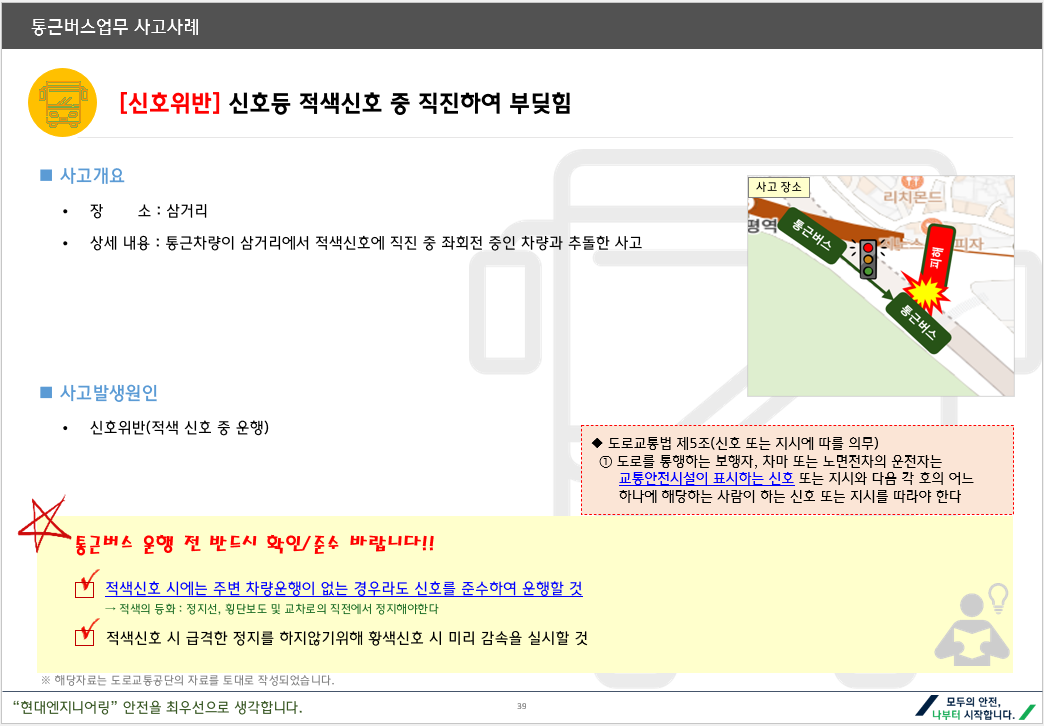 통근버스업무 사고사례
[신호위반] 신호등 적색신호 중 직진하여 부딪힘
■ 사고개요
• 장 소 : 삼거리
• 상세 내용 : 통근차량이 삼거리에서 적색신호에 직진 중 좌회전 중인 차량과 추돌한 사고
사고 장소
리치몬드
평역
통근버스
피자
피해
통근버스
■ 사고발생원인
• 신호위반(적색 신호 중 운행)
◆ 도로교통법 제5조(신호 또는 지시에 따를 의무)
① 도로를 통행하는 보행자, 차마 또는 노면전차의 운전자는
교통안전시설이 표시하는 신호 또는 지시와 다음 각 호의 어느
하나에 해당하는 사람이 하는 신호 또는 지시를 따라야 한다
통근버스 운행 전 반드시 확인/준수 바랍니다!!
적색신호 시에는 주변 차량운행이 없는 경우라도 신호를 준수하여 운행할 것
→ 적색의 등화 : 정지선, 횡단보도 및 교차로의 직전에서 정지해야한다
적색신호 시 급격한 정지를 하지않기위해 황색신호 시 미리 감속을 실시할 것
※ 해당자료는 도로교통공단의 자료를 토대로 작성되었습니다.
“현대엔지니어링” 안전을 최우선으로 생각합니다.
39
모두의 안전,
나부터 시작합니다.